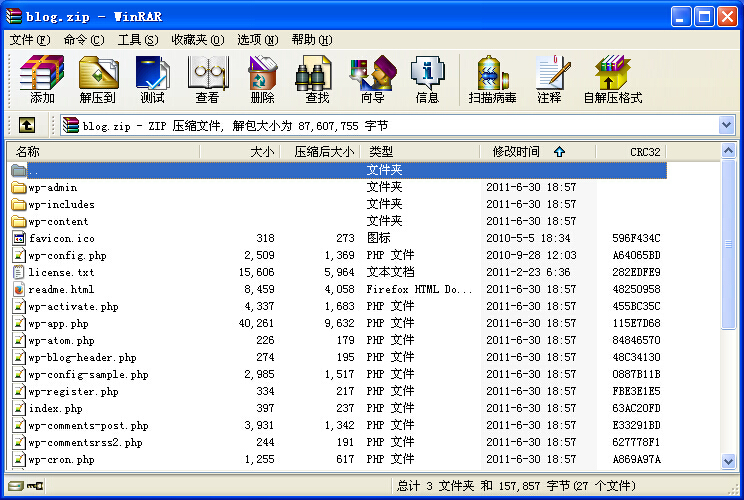 blog.zip - WinRAR
文件(F) 命令(C) 工具(S) 收藏夹(O) 选项(N) 帮助(H)
添加 解压到 测试 查看 删除 查找 向导 信息 扫描病毒 注释 自解压格式
blog.zip - ZIP 压缩文件, 解包大小为 87,607,755 字节
名称 大小 压缩后大小 类型 修改时间 CRC32
.. 文件夹
wp-admin 文件夹 2011-6-30 18:57
wp-includes 文件夹 2011-6-30 18:57
wp-content 文件夹 2011-6-30 18:57
favicon.ico 318 273 图标 2010-5-5 18:34 596F434C
wp-config.php 2,509 1,369 PHP 文件 2010-9-28 12:03 A64065BD
license.txt 15,606 5,964 文本文档 2011-2-23 6:36 282EDFE9
readme.html 8,459 4,058 Firefox HTML Do... 2011-6-30 18:57 48250958
wp-activate.php 4,337 1,683 PHP 文件 2011-6-30 18:57 455BC35C
wp-app.php 40,261 9,632 PHP 文件 2011-6-30 18:57 115E7D68
wp-atom.php 226 179 PHP 文件 2011-6-30 18:57 84846570
wp-blog-header.php 274 195 PHP 文件 2011-6-30 18:57 48C34130
wp-config-sample.php 2,985 1,517 PHP 文件 2011-6-30 18:57 0887B11B
wp-register.php 334 217 PHP 文件 2011-6-30 18:57 FBE3E1E5
index.php 397 237 PHP 文件 2011-6-30 18:57 63AC20FD
wp-comments-post.php 3,931 1,342 PHP 文件 2011-6-30 18:57 E33291BD
wp-commentsrss2.php 244 191 PHP 文件 2011-6-30 18:57 627778F1
wp-cron.php 1,255 617 PHP 文件 2011-6-30 18:57 A869A97A
总计 3 文件夹 和 157,857 字节(27 个文件)